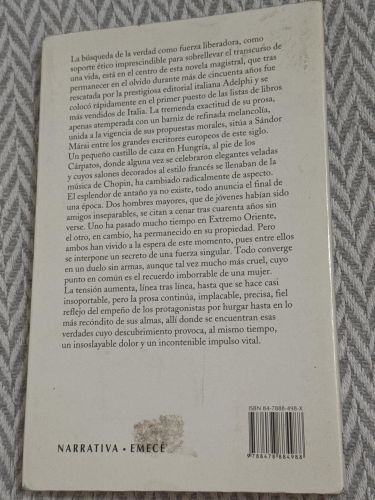 La búsqueda de la verdad como fuerza liberadora, como
soporte ético imprescindible para sobrellevar el transcurso de
una vida, está en el centro de esta novela magistral, que tras
permanecer en el olvido durante más de cincuenta años fue
rescatada por la prestigiosa editorial italiana Adelphi y se
colocó rápidamente en el primer puesto de las listas de libros
más vendidos de Italia. La tremenda exactitud de su prosa,
apenas atemperada con un barniz de refinada melancolía,
unida a la vigencia de sus propuestas morales, sitúa a Sándor
Márai entre los grandes escritores europeos de este siglo.
Un pequeño castillo de caza en Hungría, al pie de los
Cárpatos, donde alguna vez se celebraron elegantes veladas
y cuyos salones decorados al estilo francés se llenaban de la
música de Chopin, ha cambiado radicalmente de aspecto.
El esplendor de antaño ya no existe, todo anuncia el final de
una época. Dos hombres mayores, que de jóvenes habían sido
amigos inseparables, se citan a cenar tras cuarenta años sin
verse. Uno ha pasado mucho tiempo en Extremo Oriente,
el otro, en cambio, ha permanecido en su propiedad. Pero
ambos han vivido a la espera de este momento, pues entre ellos
se interpone un secreto de una fuerza singular. Todo converge
en un duelo sin armas, aunque tal vez mucho más cruel, cuyo
punto en común es el recuerdo imborrable de una mujer.
La tensión aumenta, línea tras línea, hasta que se hace casi
insoportable, pero la prosa continúa, implacable, precisa, fiel
reflejo del empeño de los protagonistas por hurgar hasta en lo
más recóndito de sus almas, allí donde se encuentran esas
verdades cuyo descubrimiento provoca, al mismo tiempo,
un insoslayable dolor y un incontenible impulso vital.
ISBN 84-7888-498-X
9 788478 884988
NARRATIVA • EMECÉ